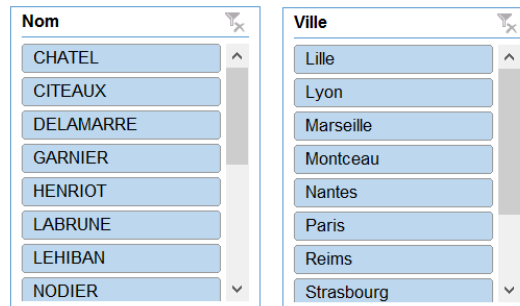 Nom
CHATEL
CITEAUX
DELAMARRE
GARNIER
HENRIOT
LABRUNE
LEHIBAN
NODIER
Ville
Lille
Lyon
Marseille
Montceau
Nantes
Paris
Reims
Strasbourg